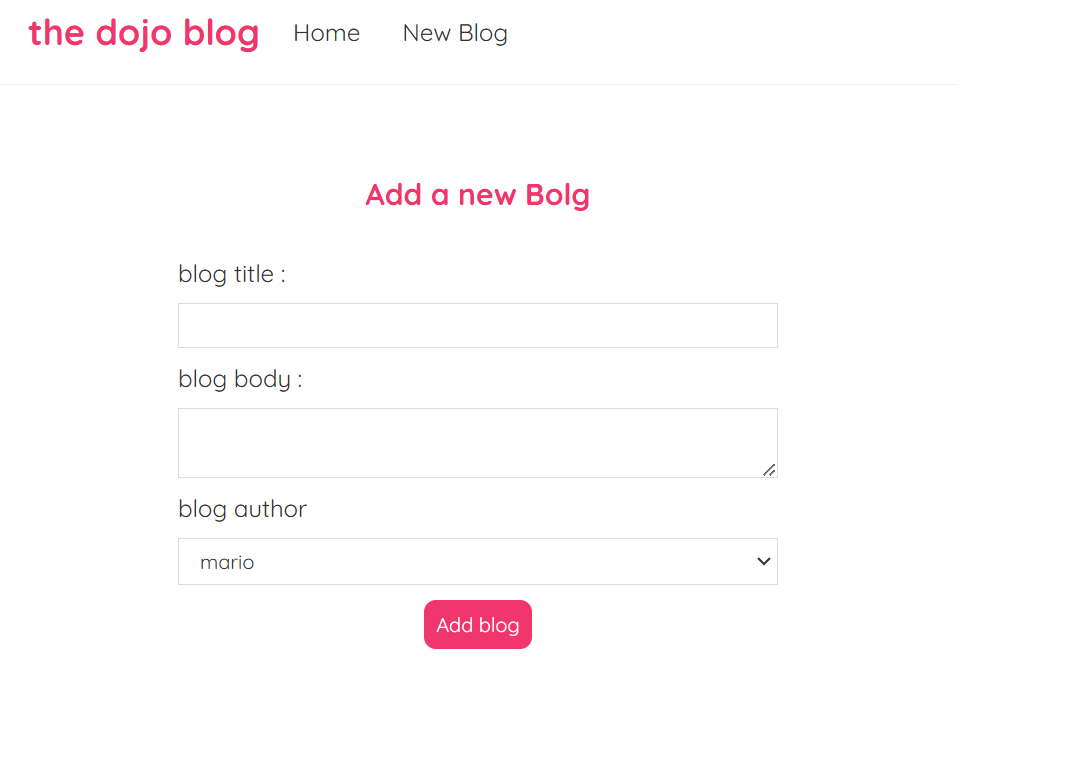 the dojo blog Home New Blog
Add a new Bolg
blog title :
blog body :
blog author
mario
Add blog